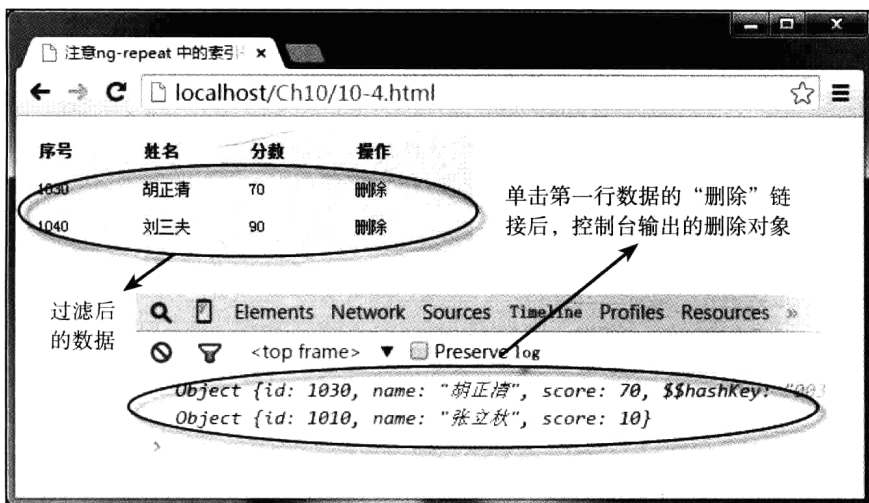 注意ng-repeat 中的索引
localhost/Ch10/10-4.html
序号 姓名 分数 操作
1030 胡正清 70 删除
1040 刘三夫 90 删除
单击第一行数据的“删除”链
接后，控制台输出的删除对象
过滤后
的数据
Elements Network Sources Timeline Profiles Resources »
<top frame> ▼ Preserve log
Object {id: 1030, name: "胡正清", score: 70, $$hashKey: "003
Object {id: 1010, name: "张立秋", score: 10}
>